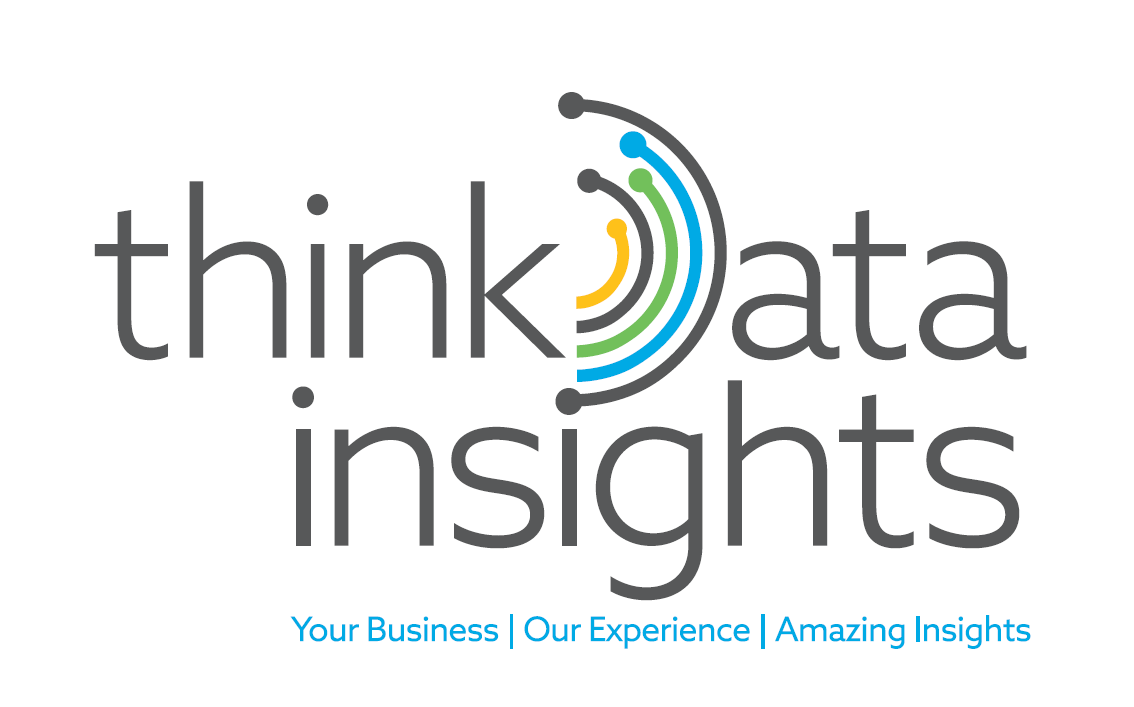 thinkData
insights
Your Business | Our Experience | Amazing Insights